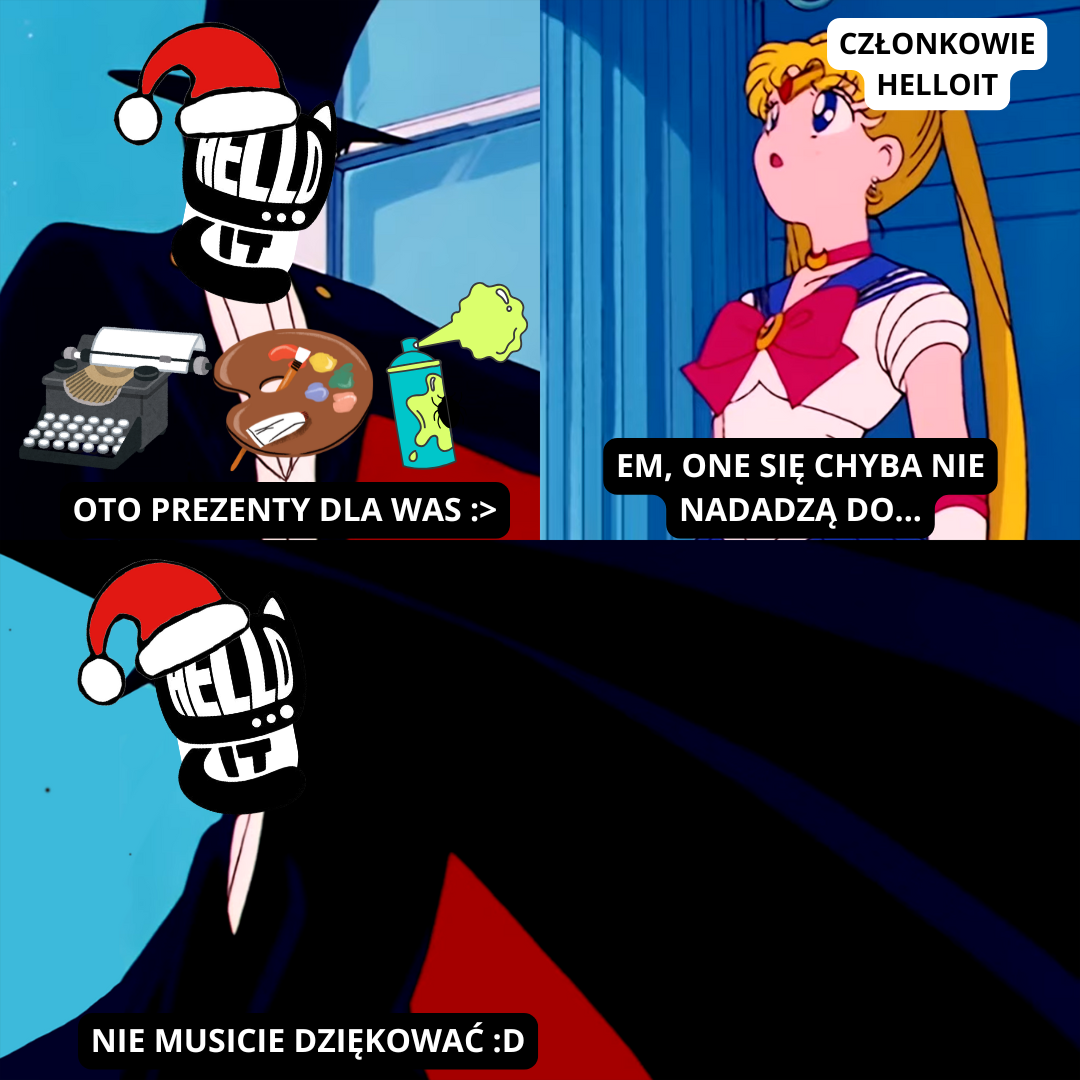 HELLO
IT
OTO PREZENTY DLA WAS :>
CZŁONKOWIE
HELLOIT
EM, ONE SIĘ CHYBA NIE
NADADZĄ DO...
HELLO
IT
NIE MUSICIE DZIĘKOWAĆ :D